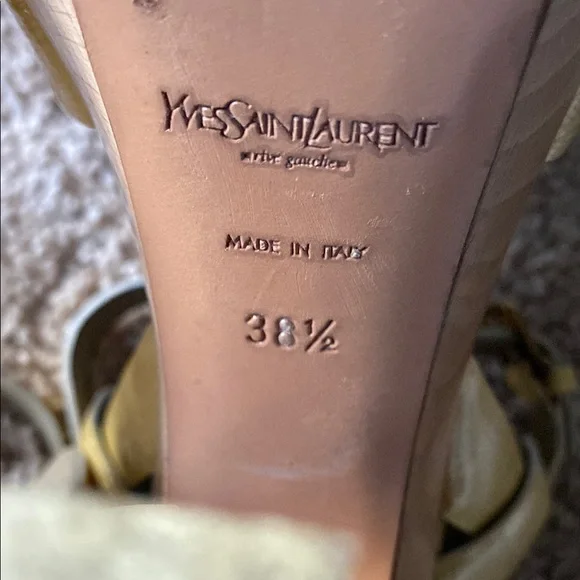 YVESSAINTLAURENT
rive gauche
MADE IN ITALY
38½